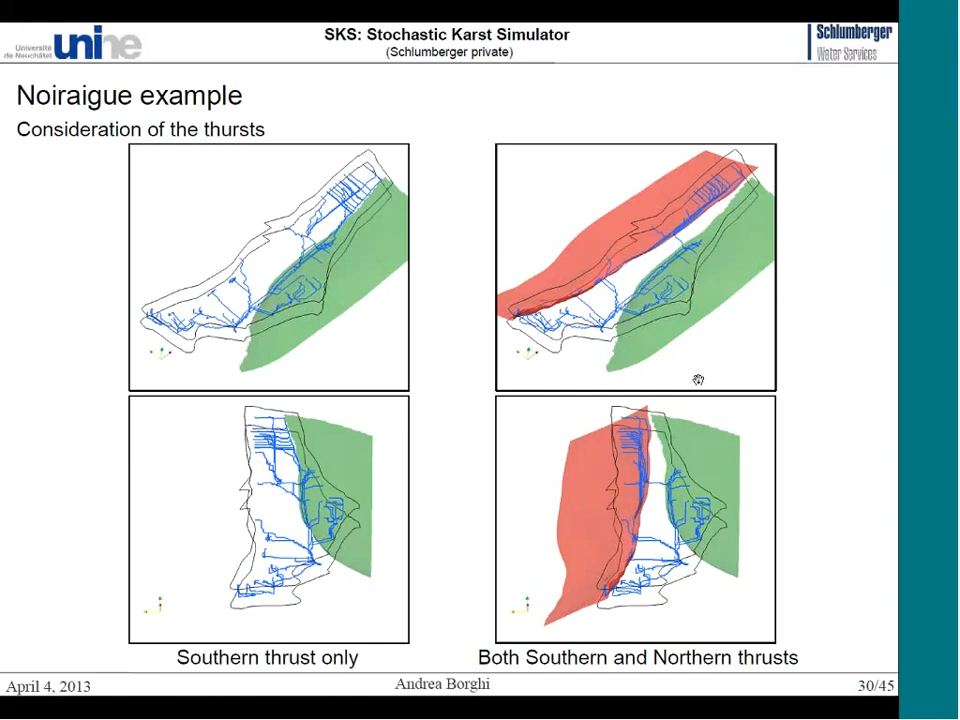 Université
de Neuchâtel
unine
SKS: Stochastic Karst Simulator
(Schlumberger private)
Schlumberger
Water Services
Noiraigue example
Consideration of the thursts
Southern thrust only
Both Southern and Northern thrusts
April 4, 2013
Andrea Borghi
30/45